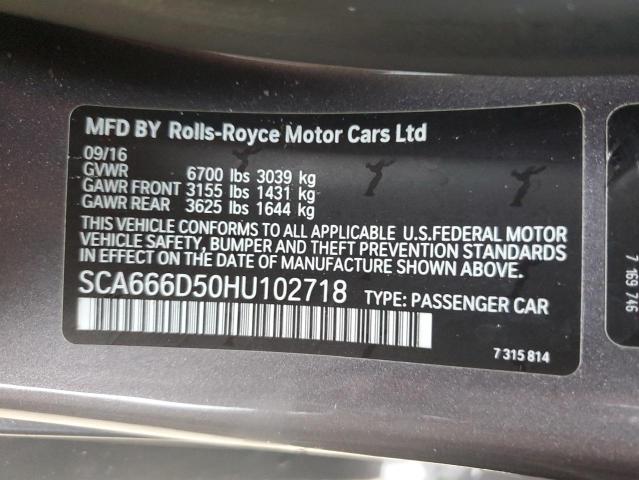 MFD BY Rolls-Royce Motor Cars Ltd
09/16
GVWR 6700 lbs 3039 kg
GAWR FRONT 3155 lbs 1431 kg
GAWR REAR 3625 lbs 1644 kg
THIS VEHICLE CONFORMS TO ALL APPLICABLE U.S.FEDERAL MOTOR
VEHICLE SAFETY, BUMPER AND THEFT PREVENTION STANDARDS
IN EFFECT ON THE DATE OF MANUFACTURE SHOWN ABOVE.
SCA666D50HU102718 TYPE: PASSENGER CAR
7 315 814
7 169 746